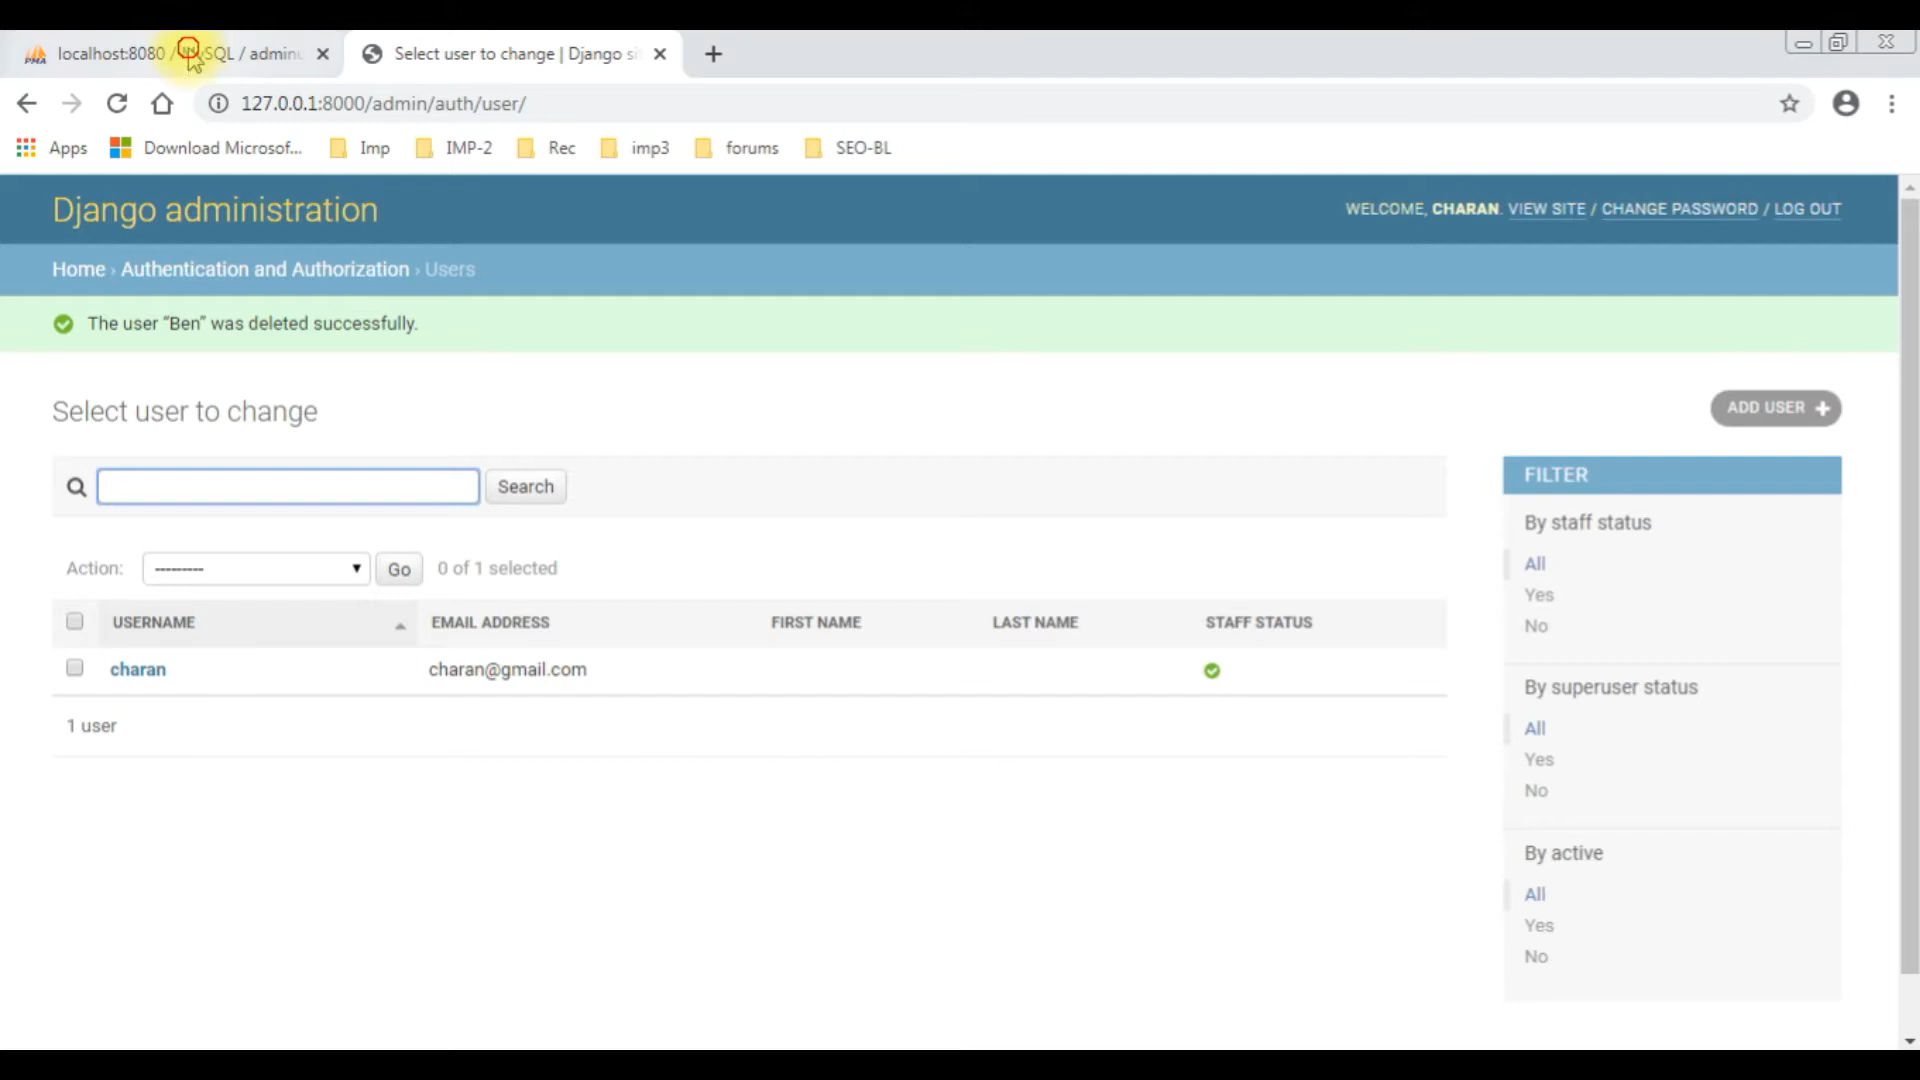 localhost:8080 / MySQL / admin
Select user to change | Django si
127.0.0.1:8000/admin/auth/user/
Apps
Download Microsof...
Imp
IMP-2
Rec
imp3
forums
SEO-BL
Django administration
WELCOME, CHARAN. VIEW SITE / CHANGE PASSWORD / LOG OUT
Home › Authentication and Authorization › Users
The user “Ben” was deleted successfully.
Select user to change
ADD USER +
Search
Action: --------- Go 0 of 1 selected
USERNAME EMAIL ADDRESS FIRST NAME LAST NAME STAFF STATUS
charan charan@gmail.com
1 user
FILTER
By staff status
All
Yes
No
By superuser status
All
Yes
No
By active
All
Yes
No